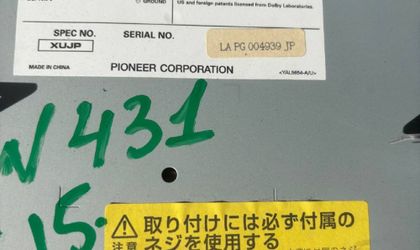 GROUND
US and foreign patents licensed from Dolby Laboratories.
SPEC NO.
SERIAL NO.
XUJP
LA PG 004939 JP
MADE IN CHINA
PIONEER CORPORATION
<YAL5654-A/U>
431
15.
取り付けには必ず付属の
注意
ネジを使用する